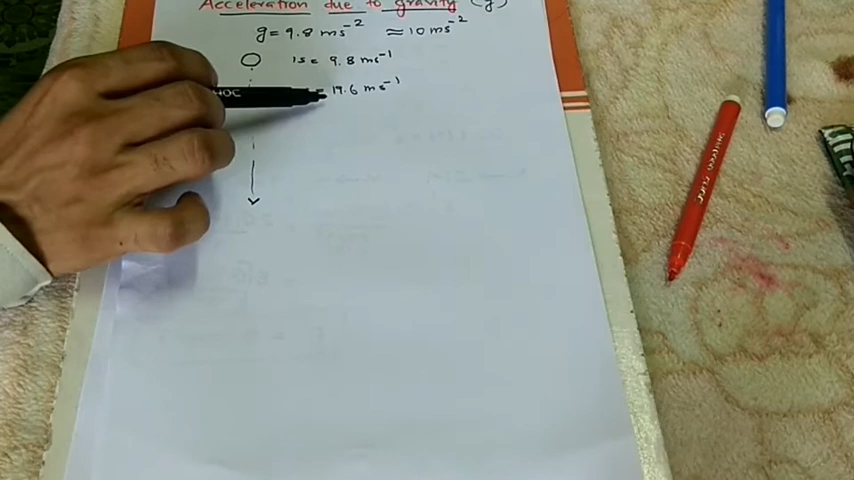 Acceleration due to gravity (g)
g = 9.8 ms⁻² ≈ 10 ms⁻²
1s = 9.8 ms⁻¹
= 19.6 ms⁻¹